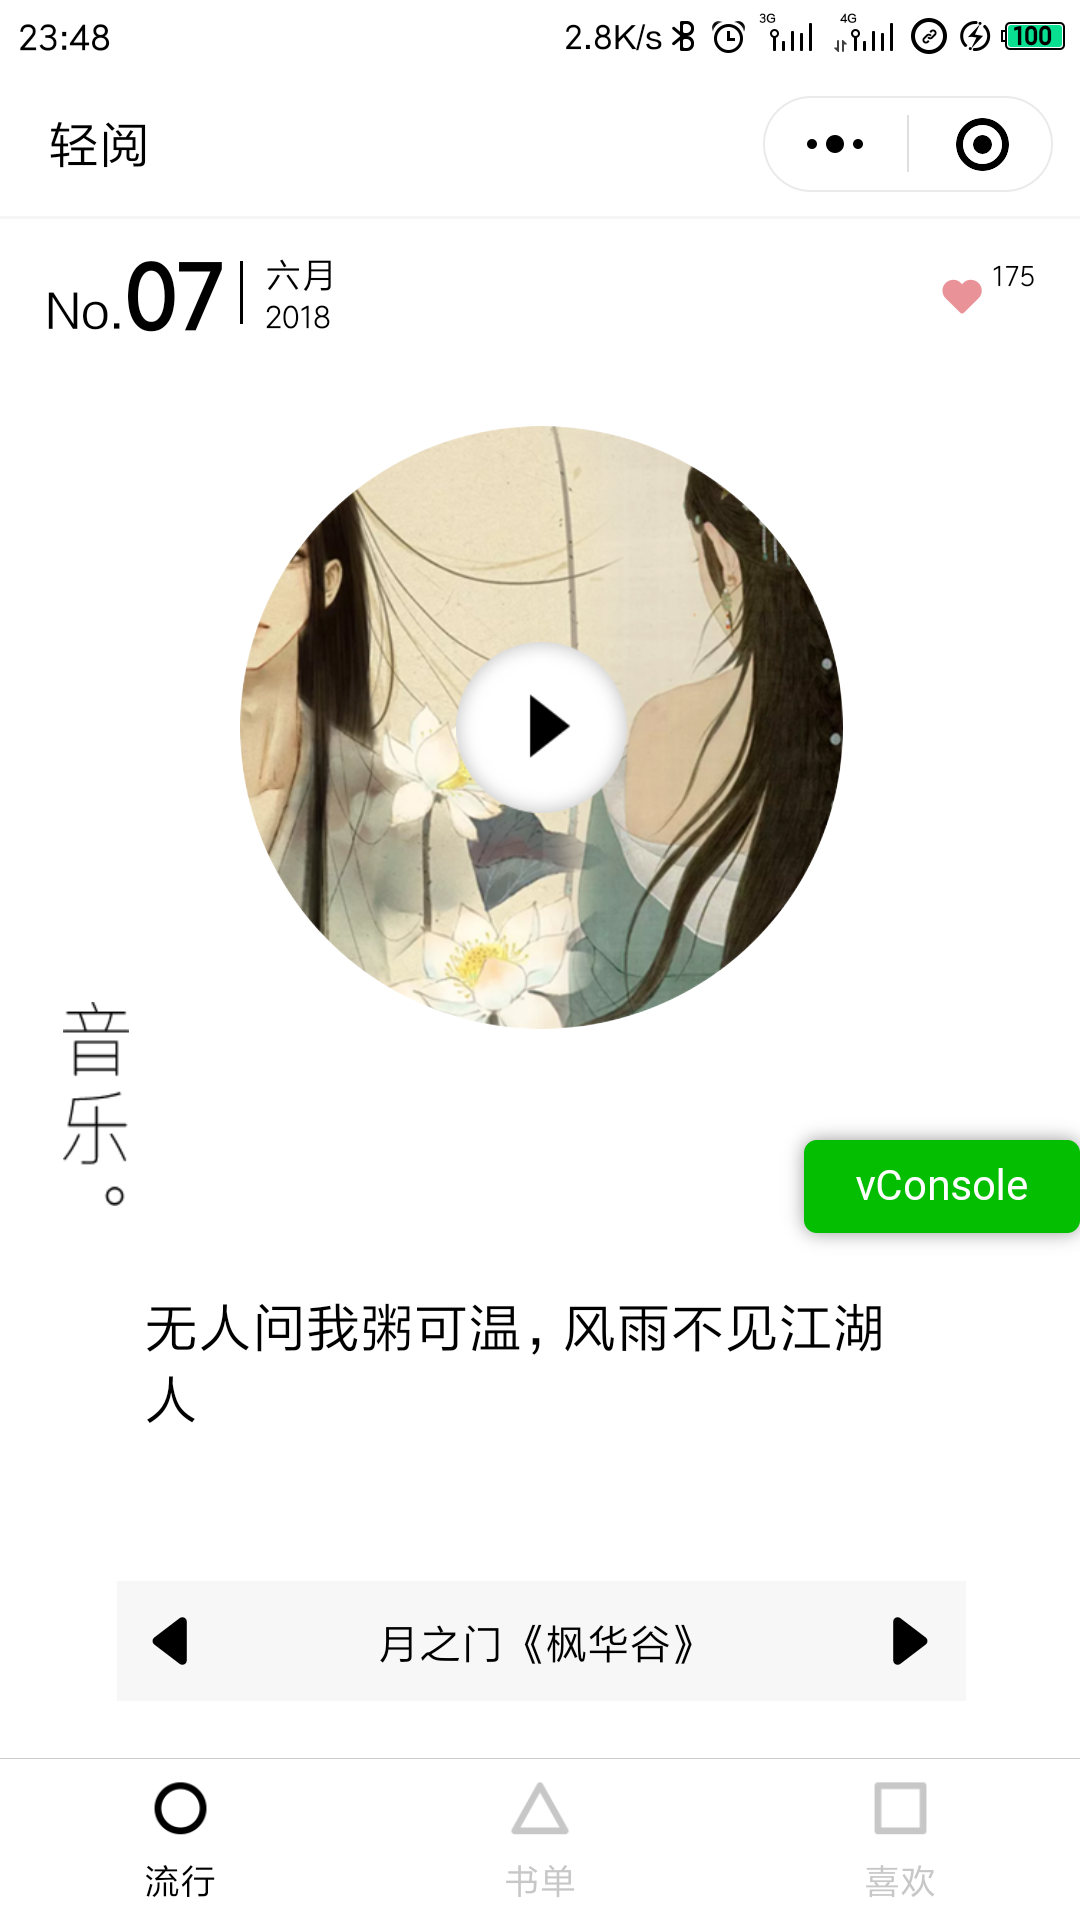 23:48
2.8K/s 3G 4G 100
轻阅
No.07 六月
2018
175
音乐。
vConsole
无人问我粥可温，风雨不见江湖
人
月之门《枫华谷》
流行 书单 喜欢